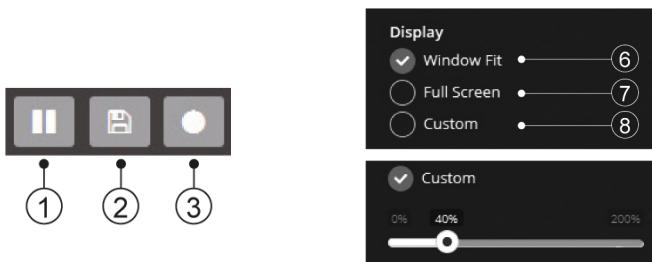 1 2 3
Display
Window Fit 6
Full Screen 7
Custom 8
Custom
0% 40% 200%